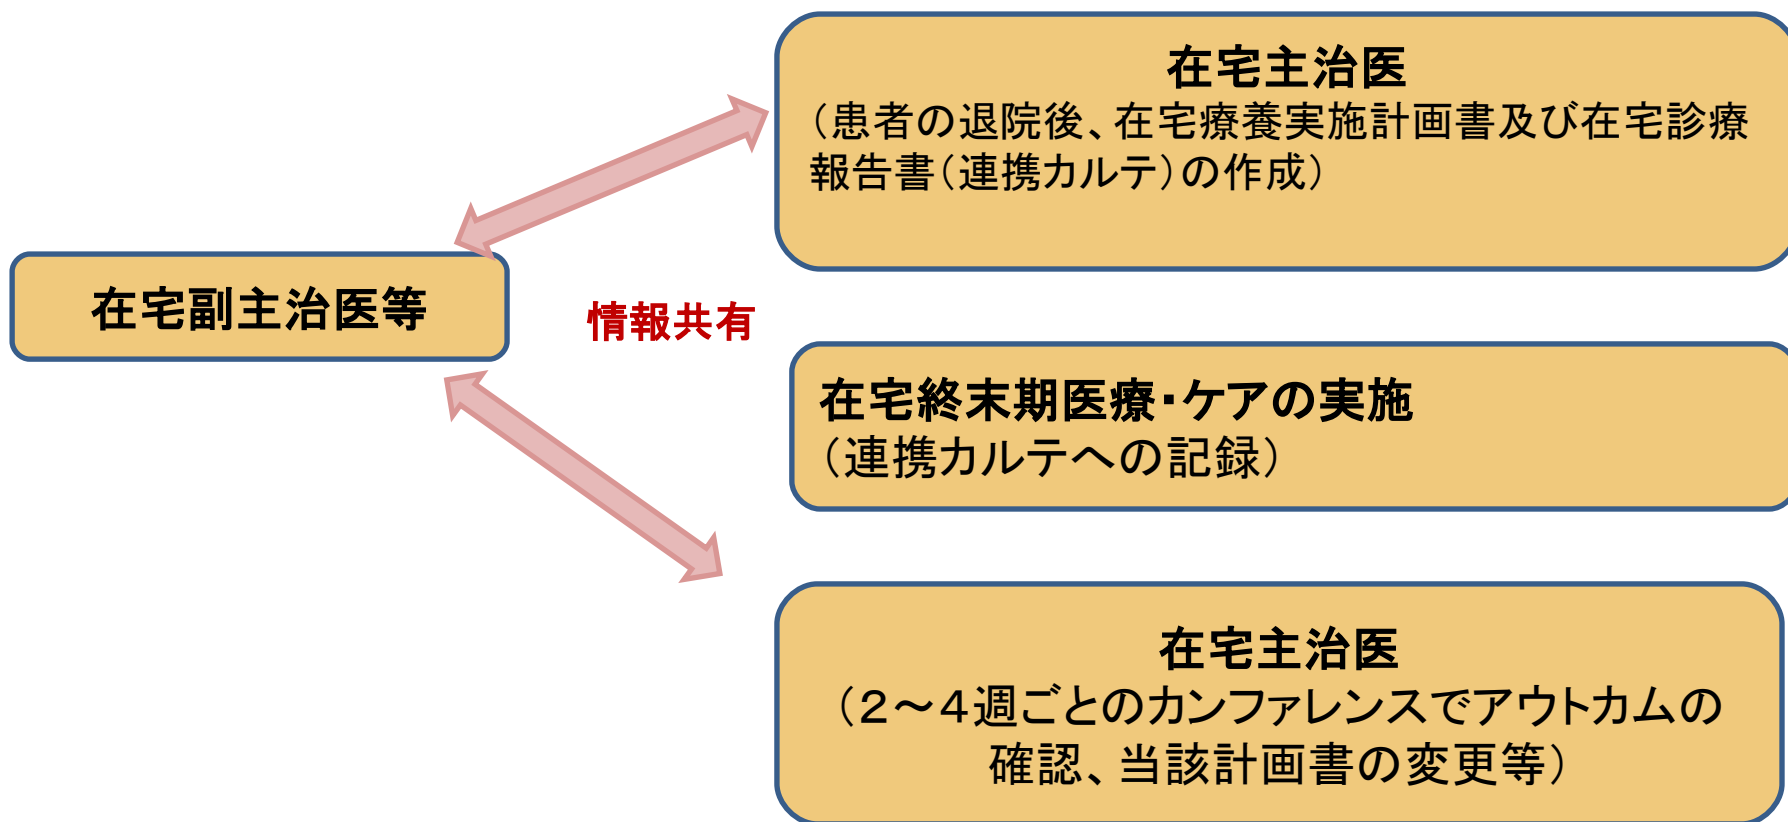 在宅主治医
(患者の退院後、在宅療養実施計画書及び在宅診療
報告書(連携カルテ)の作成)
在宅副主治医等
情報共有
在宅終末期医療・ケアの実施
(連携カルテへの記録)
在宅主治医
(2~4週ごとのカンファレンスでアウトカムの
確認、当該計画書の変更等)